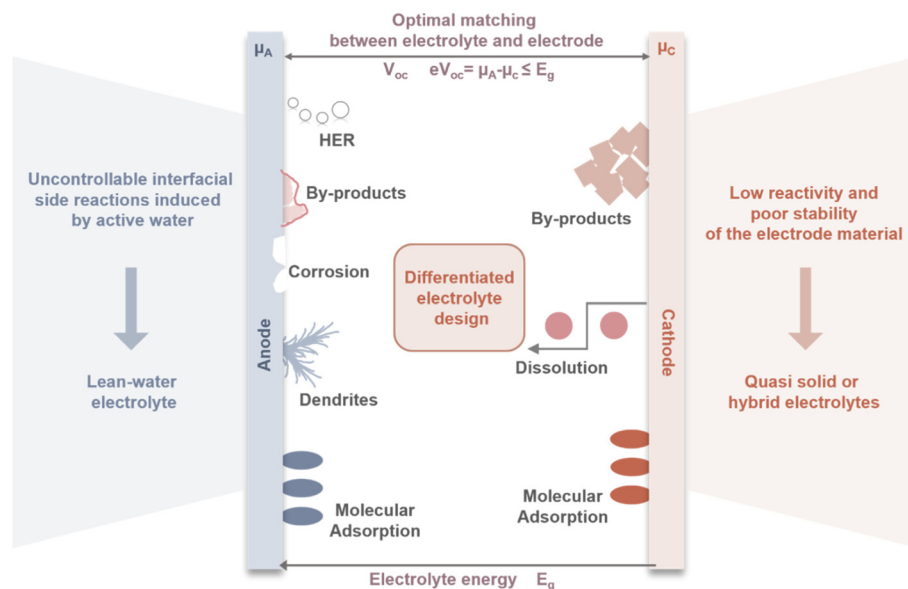 Optimal matching
between electrolyte and electrode
μA
μC
Voc eVoc= μA-μc ≤ Eg
HER
Uncontrollable interfacial
side reactions induced
by active water
By-products
By-products
Low reactivity and
poor stability
of the electrode material
Corrosion
Differentiated
electrolyte
design
Anode
Cathode
Dissolution
Lean-water
electrolyte
Dendrites
Quasi solid or
hybrid electrolytes
Molecular
Adsorption
Molecular
Adsorption
Electrolyte energy Eg